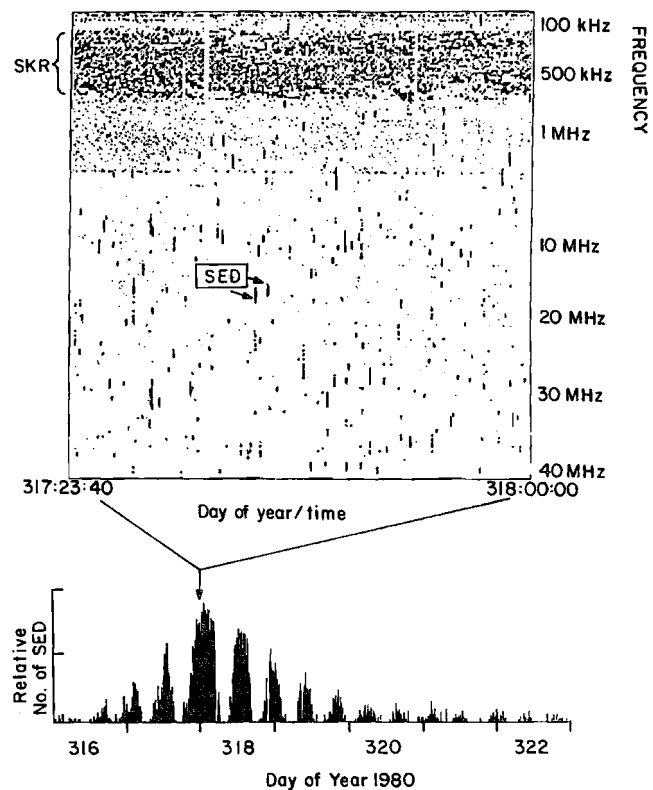 100 kHz
FREQUENCY
SKR
500 kHz
1 MHz
10 MHz
SED
20 MHz
30 MHz
40 MHz
317:23:40
318:00:00
Day of year/time
Relative
No. of SED
316
318
320
322
Day of Year 1980